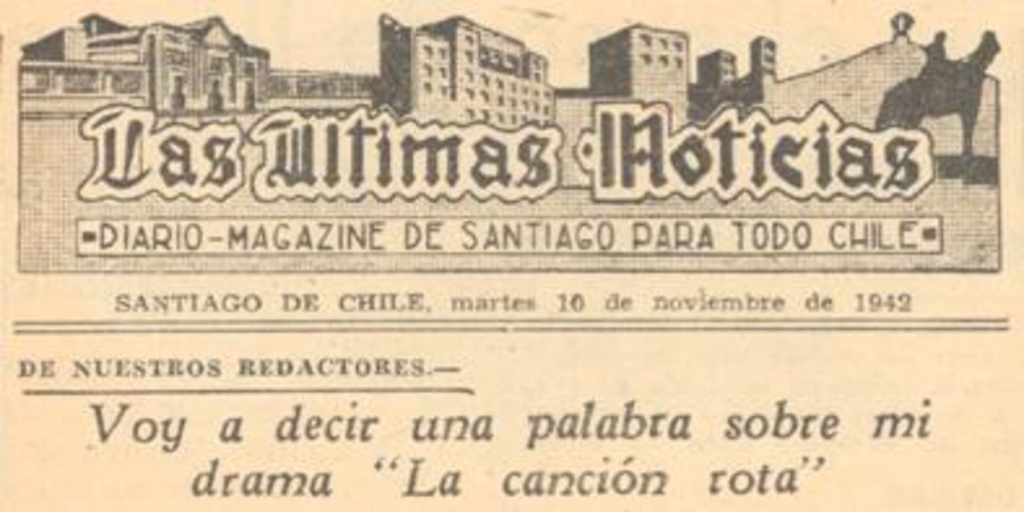 Las Ultimas Noticias
DIARIO-MAGAZINE DE SANTIAGO PARA TODO CHILE
SANTIAGO DE CHILE, martes 10 de noviembre de 1942
DE NUESTROS REDACTORES.—
Voy a decir una palabra sobre mi
drama "La canción rota"